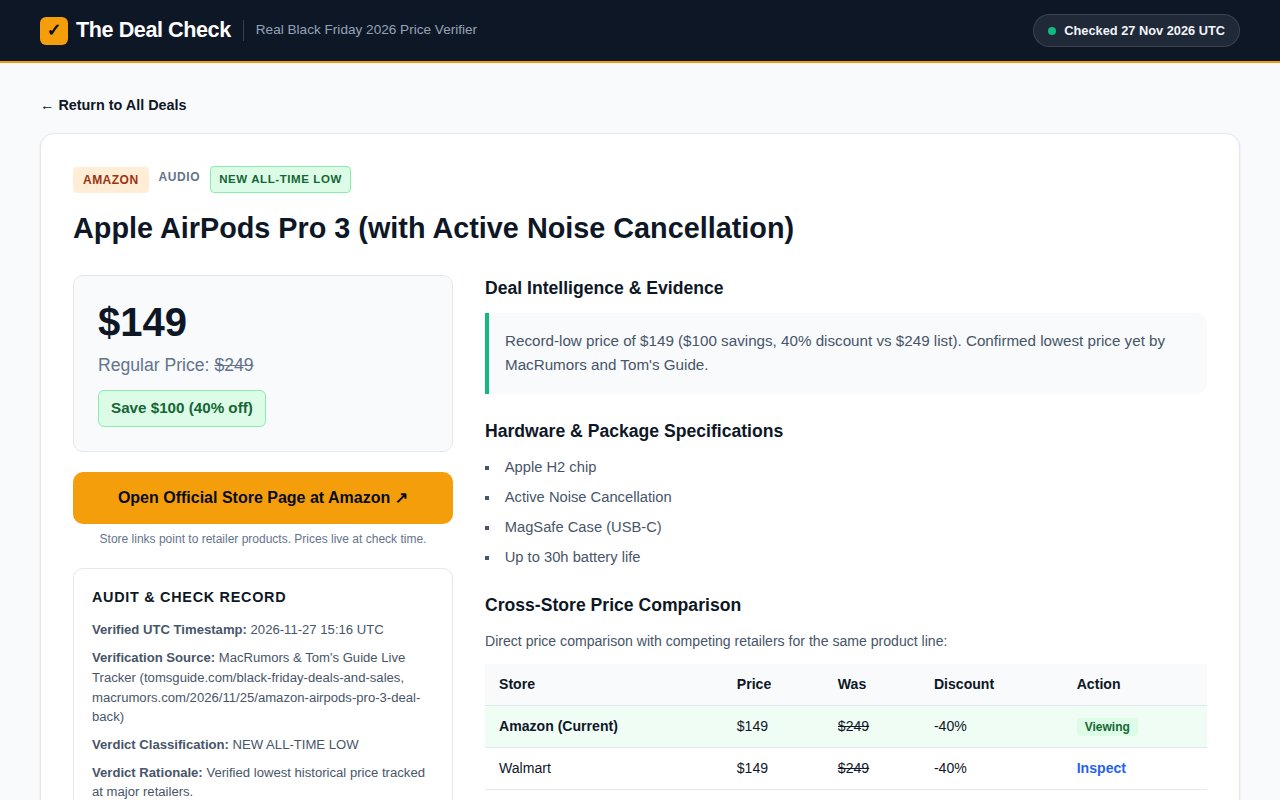 ✓ The Deal Check Real Black Friday 2026 Price Verifier Checked 27 Nov 2026 UTC
← Return to All Deals
AMAZON AUDIO NEW ALL-TIME LOW
Apple AirPods Pro 3 (with Active Noise Cancellation)
$149
Regular Price: $249
Save $100 (40% off)
Open Official Store Page at Amazon ↗
Store links point to retailer products. Prices live at check time.
AUDIT & CHECK RECORD
Verified UTC Timestamp: 2026-11-27 15:16 UTC
Verification Source: MacRumors & Tom's Guide Live
Tracker (tomsguide.com/black-friday-deals-and-sales,
macrumors.com/2026/11/25/amazon-airpods-pro-3-deal-
back)
Verdict Classification: NEW ALL-TIME LOW
Verdict Rationale: Verified lowest historical price tracked
at major retailers.
Deal Intelligence & Evidence
Record-low price of $149 ($100 savings, 40% discount vs $249 list). Confirmed lowest price yet by
MacRumors and Tom's Guide.
Hardware & Package Specifications
▪ Apple H2 chip
▪ Active Noise Cancellation
▪ MagSafe Case (USB-C)
▪ Up to 30h battery life
Cross-Store Price Comparison
Direct price comparison with competing retailers for the same product line:
Store Price Was Discount Action
Amazon (Current) $149 $249 -40% Viewing
Walmart $149 $249 -40% Inspect